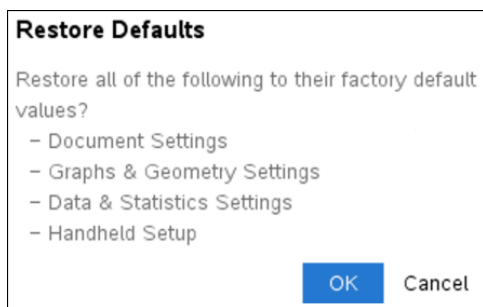 Restore Defaults
Restore all of the following to their factory default
values?
– Document Settings
– Graphs & Geometry Settings
– Data & Statistics Settings
– Handheld Setup
OK Cancel